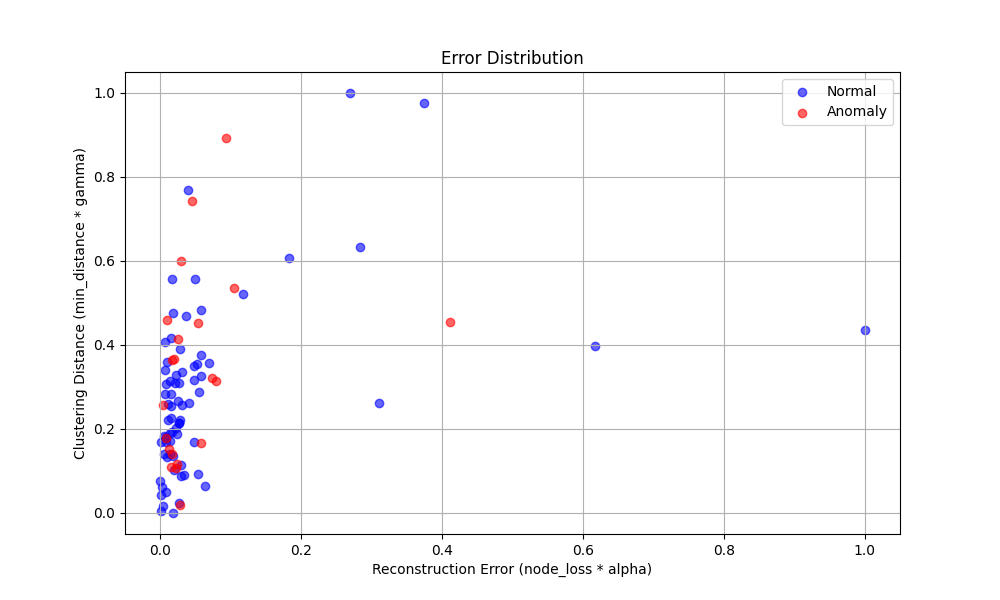 Error Distribution
Normal
Anomaly
Clustering Distance (min_distance * gamma)
1.0
0.8
0.6
0.4
0.2
0.0
0.0 0.2 0.4 0.6 0.8 1.0
Reconstruction Error (node_loss * alpha)